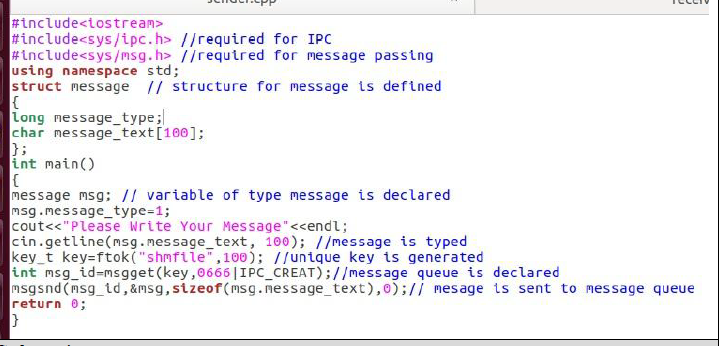 sender.cpp
receiv
#include<iostream>
#include<sys/ipc.h> //required for IPC
#include<sys/msg.h> //required for message passing
using namespace std;
struct message  // structure for message is defined
{
long message_type;
char message_text[100];
};
int main()
{
message msg; // variable of type message is declared
msg.message_type=1;
cout<<"Please Write Your Message"<<endl;
cin.getline(msg.message_text, 100); //message is typed
key_t key=ftok("shmfile",100); //unique key is generated
int msg_id=msgget(key,0666|IPC_CREAT);//message queue is declared
msgsnd(msg_id,&msg,sizeof(msg.message_text),0);// mesage is sent to message queue
return 0;
}